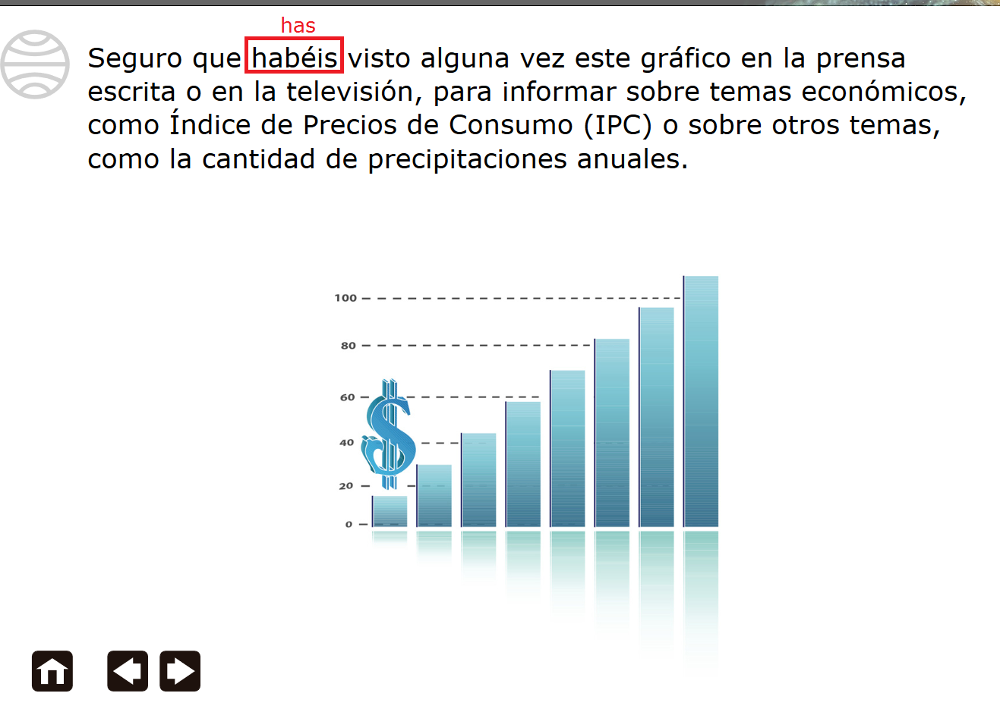 has
Seguro que habéis visto alguna vez este gráfico en la prensa
escrita o en la televisión, para informar sobre temas económicos,
como Índice de Precios de Consumo (IPC) o sobre otros temas,
como la cantidad de precipitaciones anuales.
100
80
60
40
20
0
$